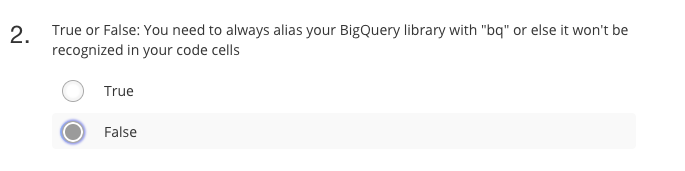 2. True or False: You need to always alias your BigQuery library with "bq" or else it won't be
recognized in your code cells
True
False